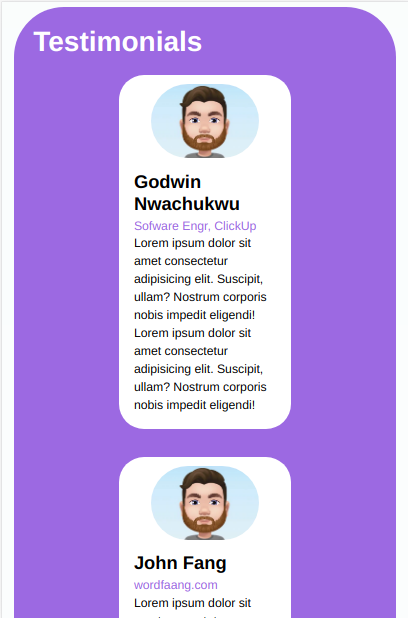 Testimonials
Godwin
Nwachukwu
Sofware Engr, ClickUp
Lorem ipsum dolor sit
amet consectetur
adipisicing elit. Suscipit,
ullam? Nostrum corporis
nobis impedit eligendi!
Lorem ipsum dolor sit
amet consectetur
adipisicing elit. Suscipit,
ullam? Nostrum corporis
nobis impedit eligendi!
John Fang
wordfaang.com
Lorem ipsum dolor sit